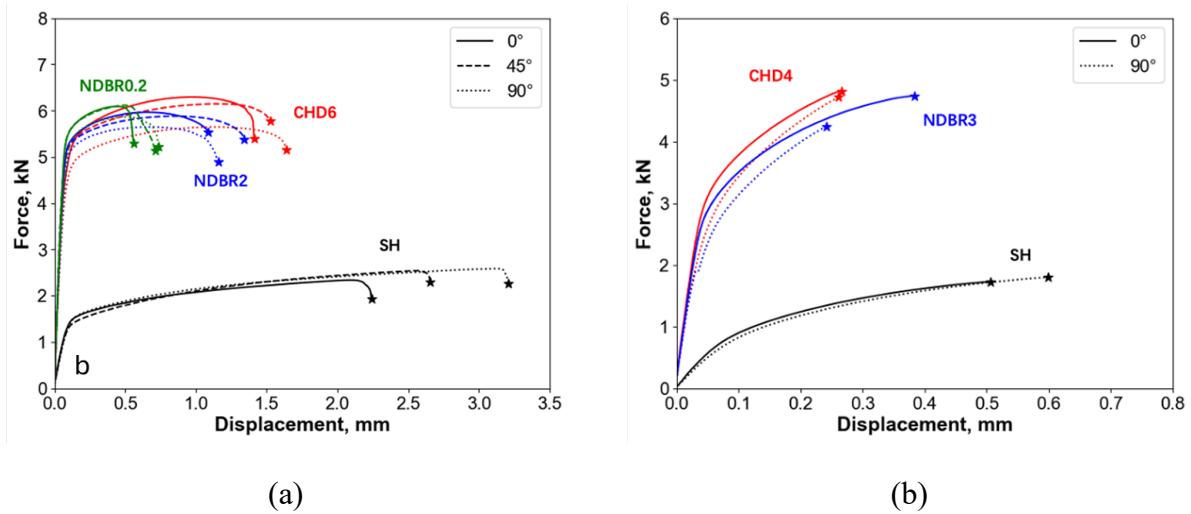 8
7
6
5
4
3
2
1
0
Force, kN
0.0 0.5 1.0 1.5 2.0 2.5 3.0 3.5
Displacement, mm
0°
45°
90°
NDBR0.2
CHD6
NDBR2
SH
b
(a)
6
5
4
3
2
1
0
Force, kN
0.0 0.1 0.2 0.3 0.4 0.5 0.6 0.7 0.8
Displacement, mm
0°
90°
CHD4
NDBR3
SH
(b)